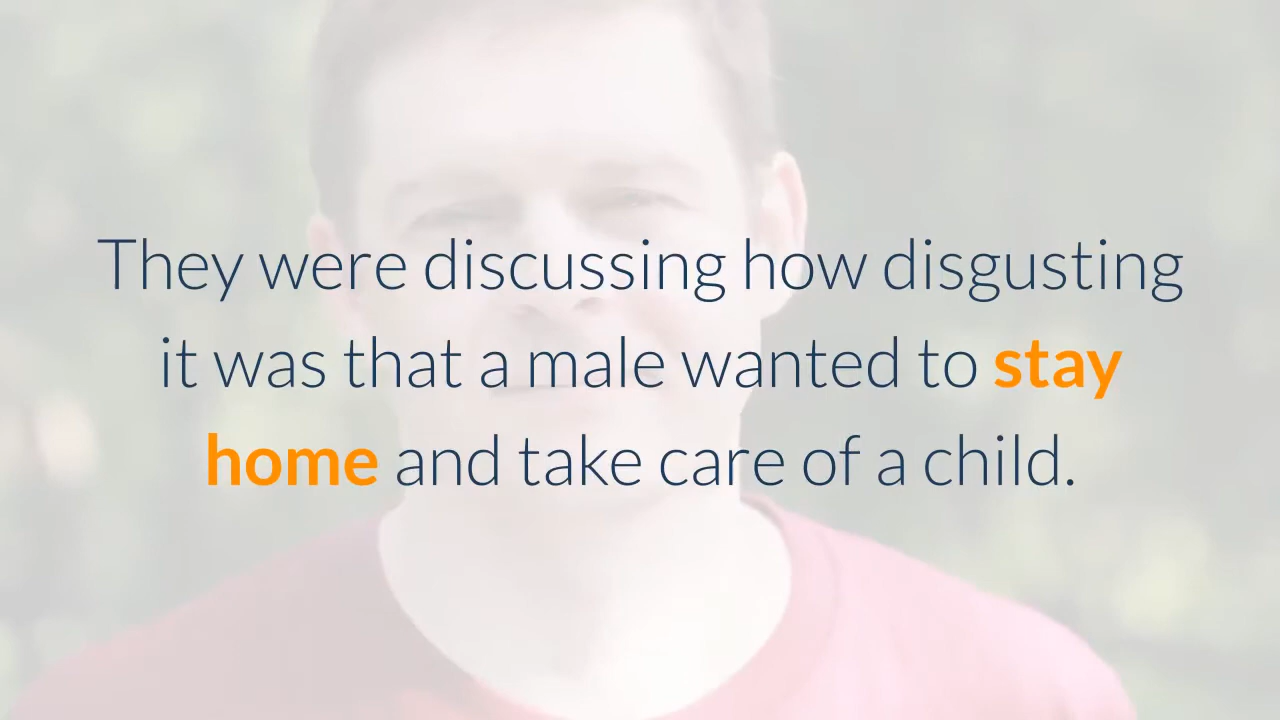 They were discussing how disgusting
it was that a male wanted to stay
home and take care of a child.